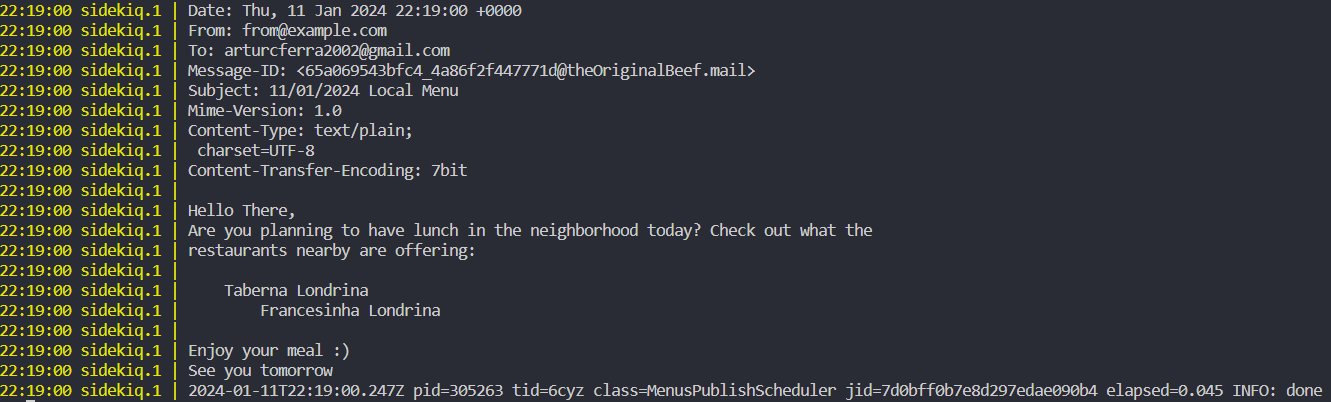 22:19:00 sidekiq.1 | Date: Thu, 11 Jan 2024 22:19:00 +0000
22:19:00 sidekiq.1 | From: from@example.com
22:19:00 sidekiq.1 | To: arturcferra2002@gmail.com
22:19:00 sidekiq.1 | Message-ID: <65a069543bfc4_4a86f2f447771d@theOriginalBeef.mail>
22:19:00 sidekiq.1 | Subject: 11/01/2024 Local Menu
22:19:00 sidekiq.1 | Mime-Version: 1.0
22:19:00 sidekiq.1 | Content-Type: text/plain;
22:19:00 sidekiq.1 |  charset=UTF-8
22:19:00 sidekiq.1 | Content-Transfer-Encoding: 7bit
22:19:00 sidekiq.1 |
22:19:00 sidekiq.1 | Hello There,
22:19:00 sidekiq.1 | Are you planning to have lunch in the neighborhood today? Check out what the
22:19:00 sidekiq.1 | restaurants nearby are offering:
22:19:00 sidekiq.1 |
22:19:00 sidekiq.1 |     Taberna Londrina
22:19:00 sidekiq.1 |         Francesinha Londrina
22:19:00 sidekiq.1 |
22:19:00 sidekiq.1 | Enjoy your meal :)
22:19:00 sidekiq.1 | See you tomorrow
22:19:00 sidekiq.1 | 2024-01-11T22:19:00.247Z pid=305263 tid=6cyz class=MenusPublishScheduler jid=7d0bff0b7e8d297edae090b4 elapsed=0.045 INFO: done